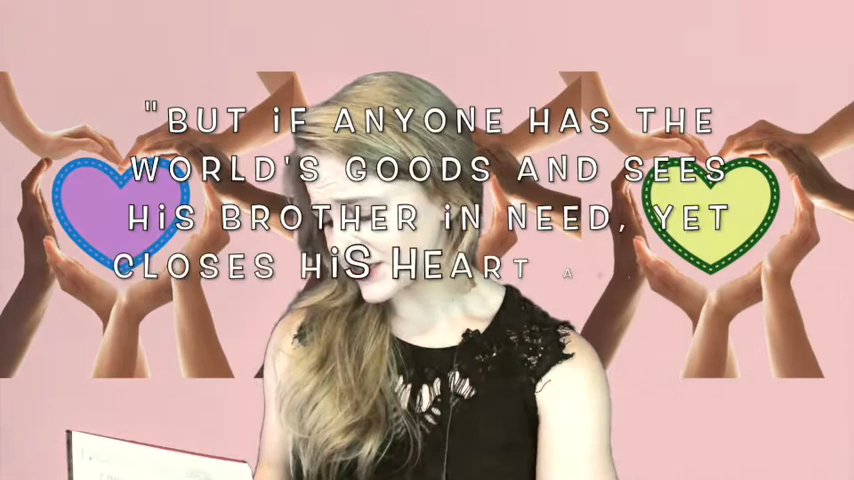 "BUT iF ANYONE HAS THE
WORLD'S GOODS AND SEES
HiS BROTHER iN NEED, YET
CLOSES HiS HEART A